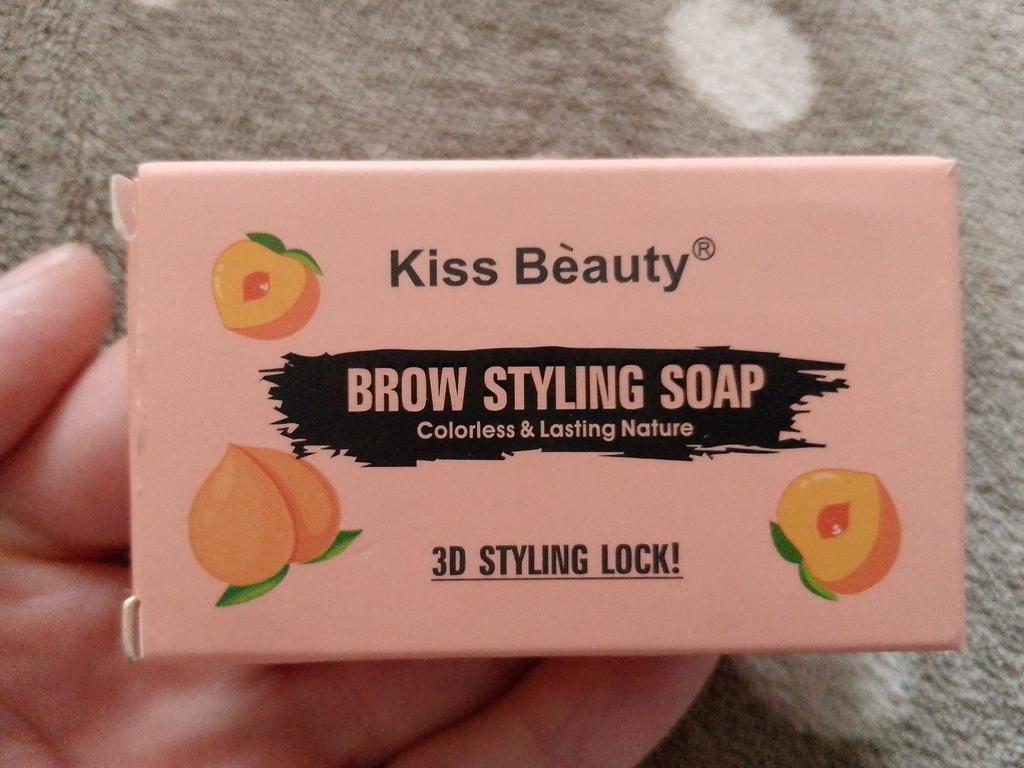 Kiss Bèauty®
BROW STYLING SOAP
Colorless & Lasting Nature
3D STYLING LOCK!